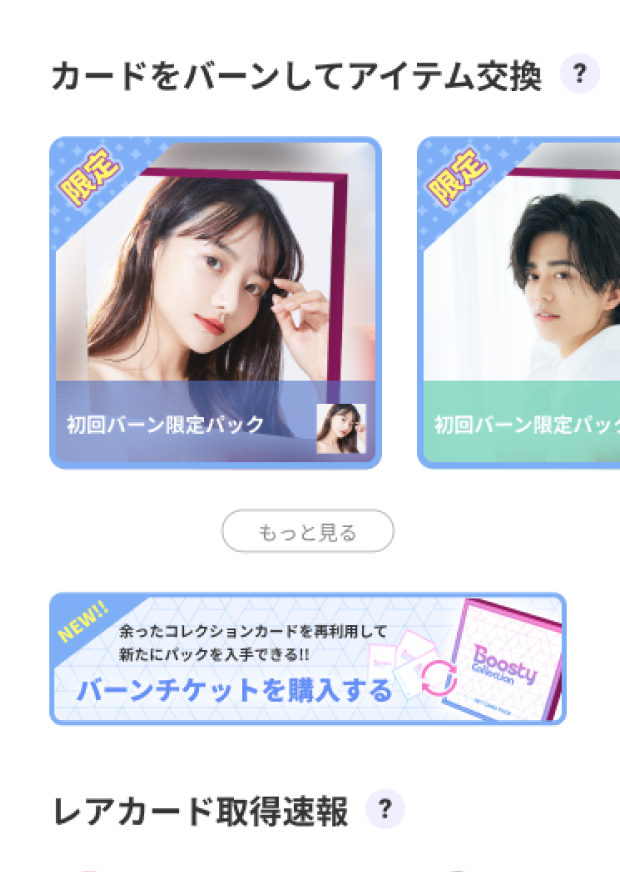 カードをバーンしてアイテム交換
?
限定
初回バーン限定パック
限定
初回バーン限定パッ
もっと見る
NEW!!
余ったコレクションカードを再利用して
新たにパックを入手できる!!
バーンチケットを購入する
Boosty
Collection
レアカード取得速報
?